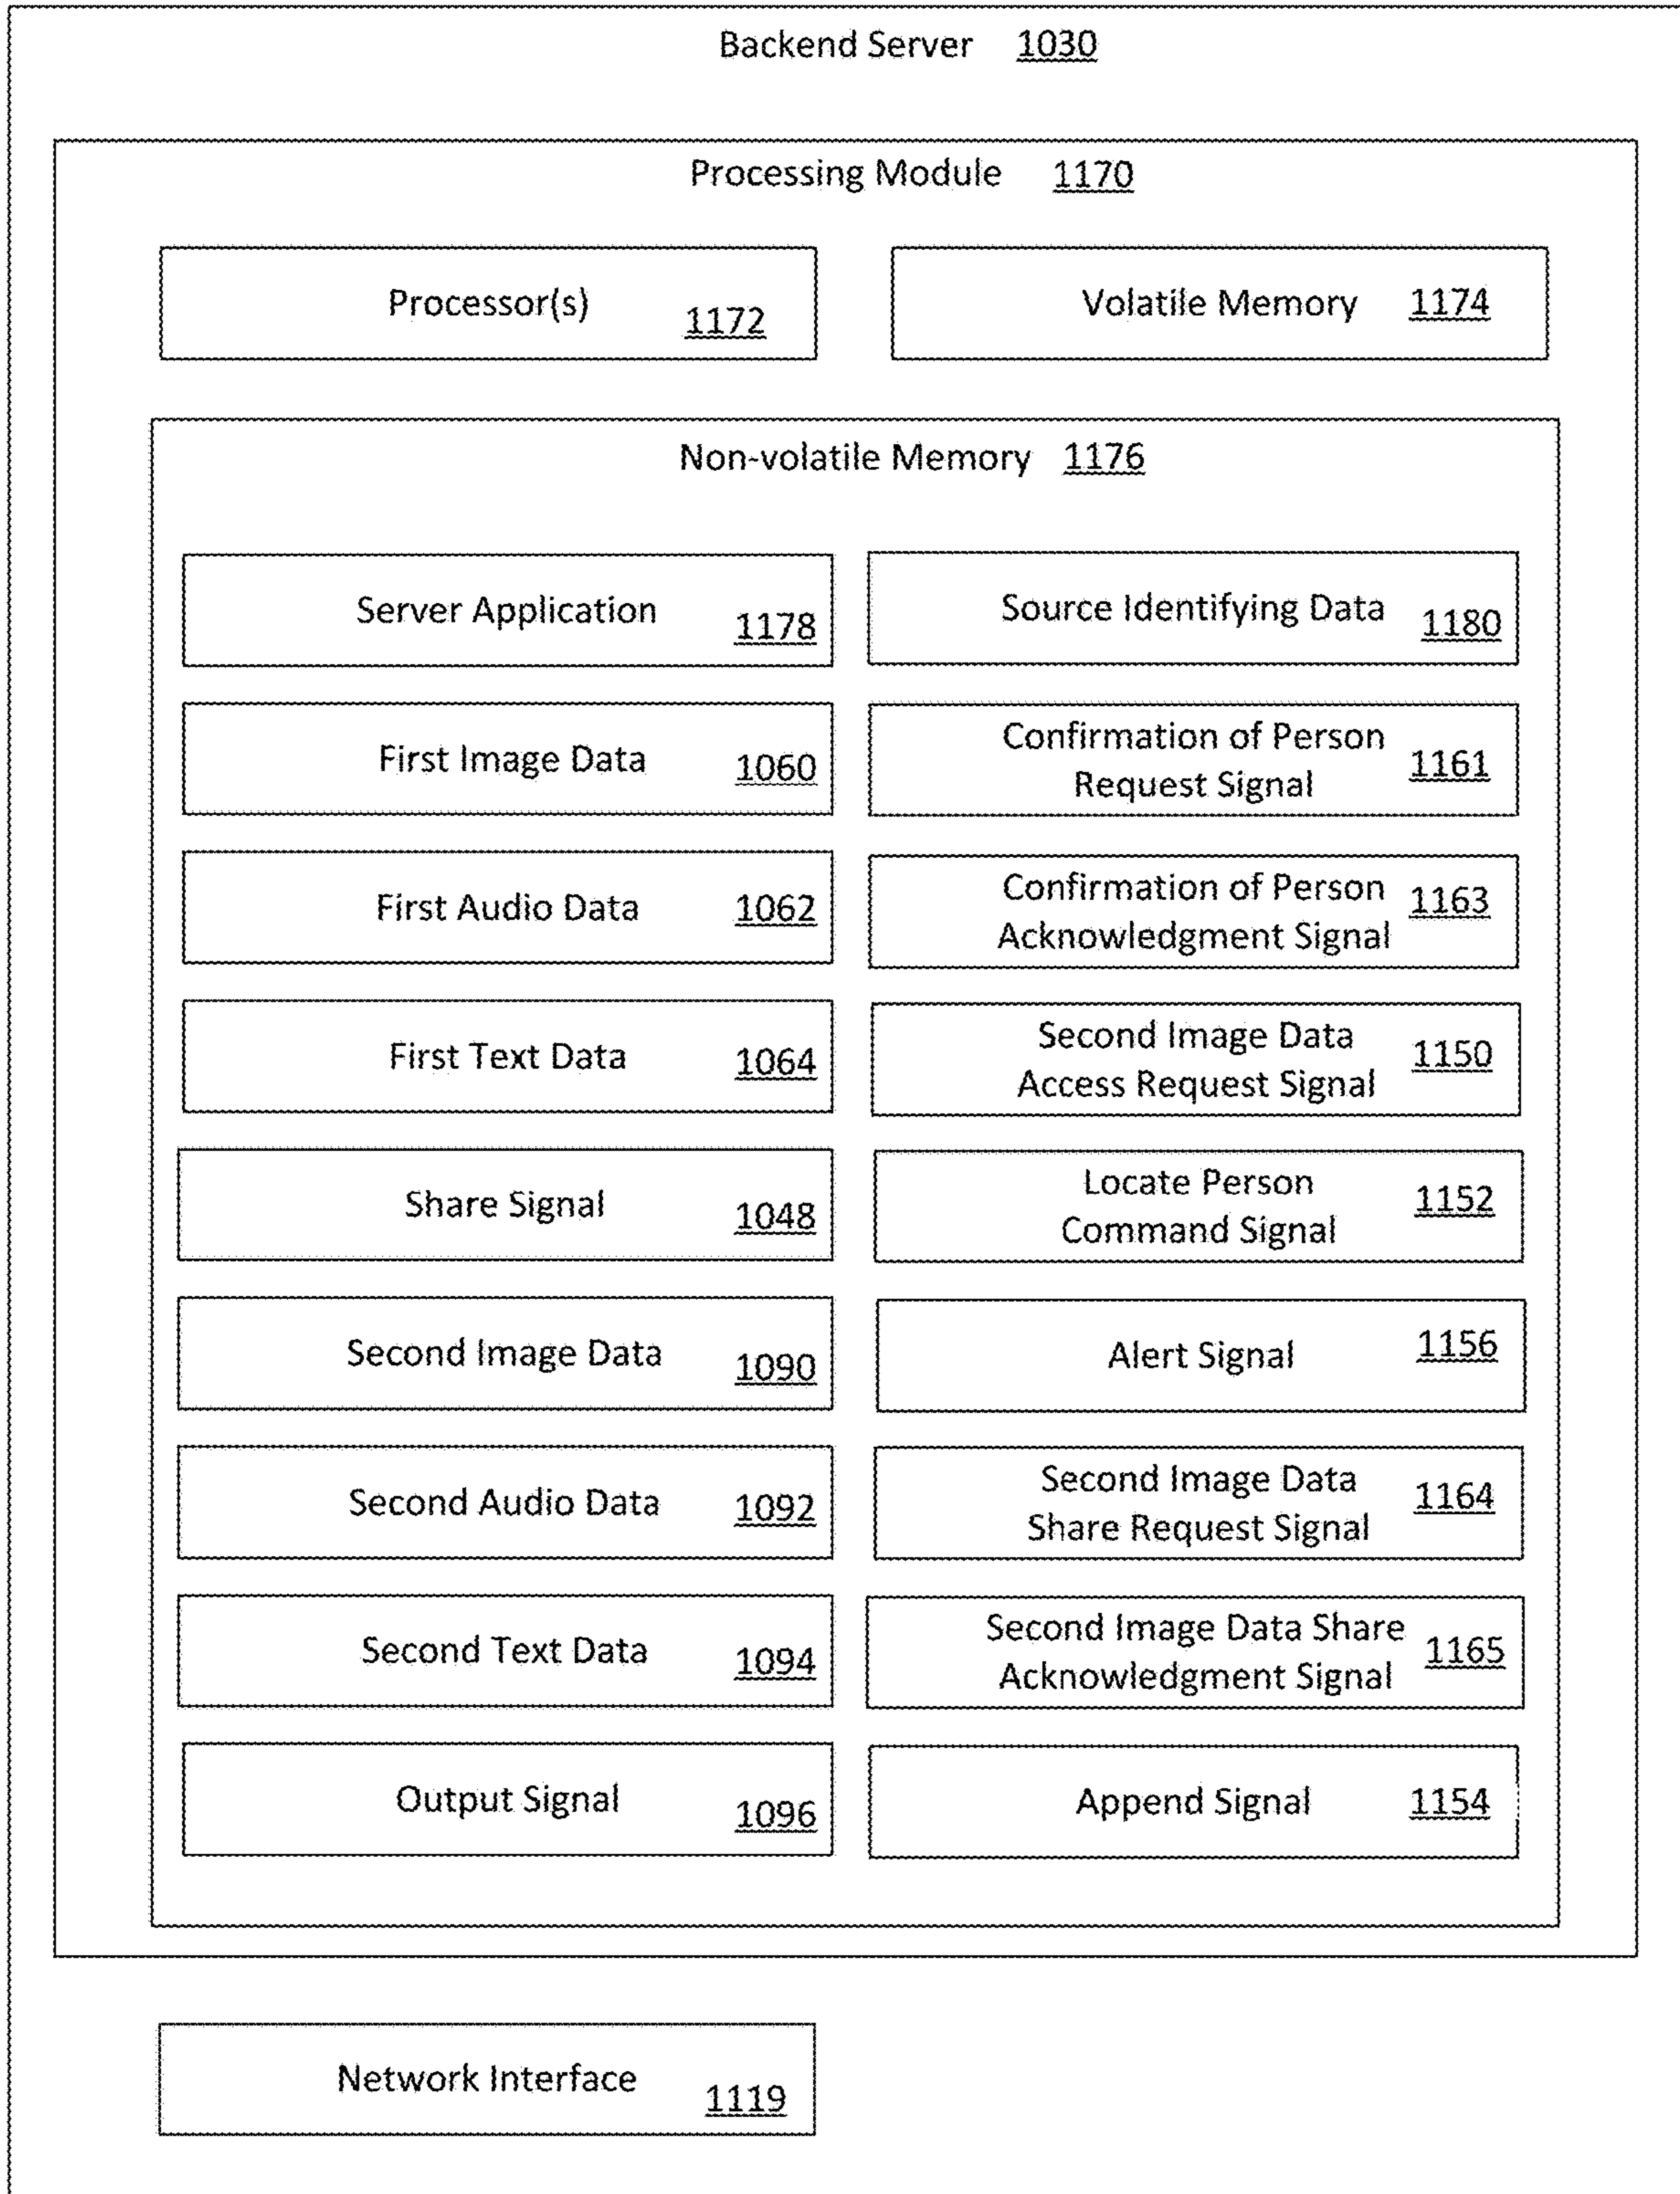 Backend Server 1030
Processing Module 1170
Processor(s) 1172
Volatile Memory 1174
Non-volatile Memory 1176
Server Application 1178
Source Identifying Data 1180
First Image Data 1060
Confirmation of Person
Request Signal 1161
First Audio Data 1062
Confirmation of Person
Acknowledgment Signal 1163
First Text Data 1064
Second Image Data
Access Request Signal 1150
Share Signal 1048
Locate Person
Command Signal 1152
Second Image Data 1090
Alert Signal 1156
Second Audio Data 1092
Second Image Data
Share Request Signal 1164
Second Text Data 1094
Second Image Data Share
Acknowledgment Signal 1165
Output Signal 1096
Append Signal 1154
Network Interface 1119